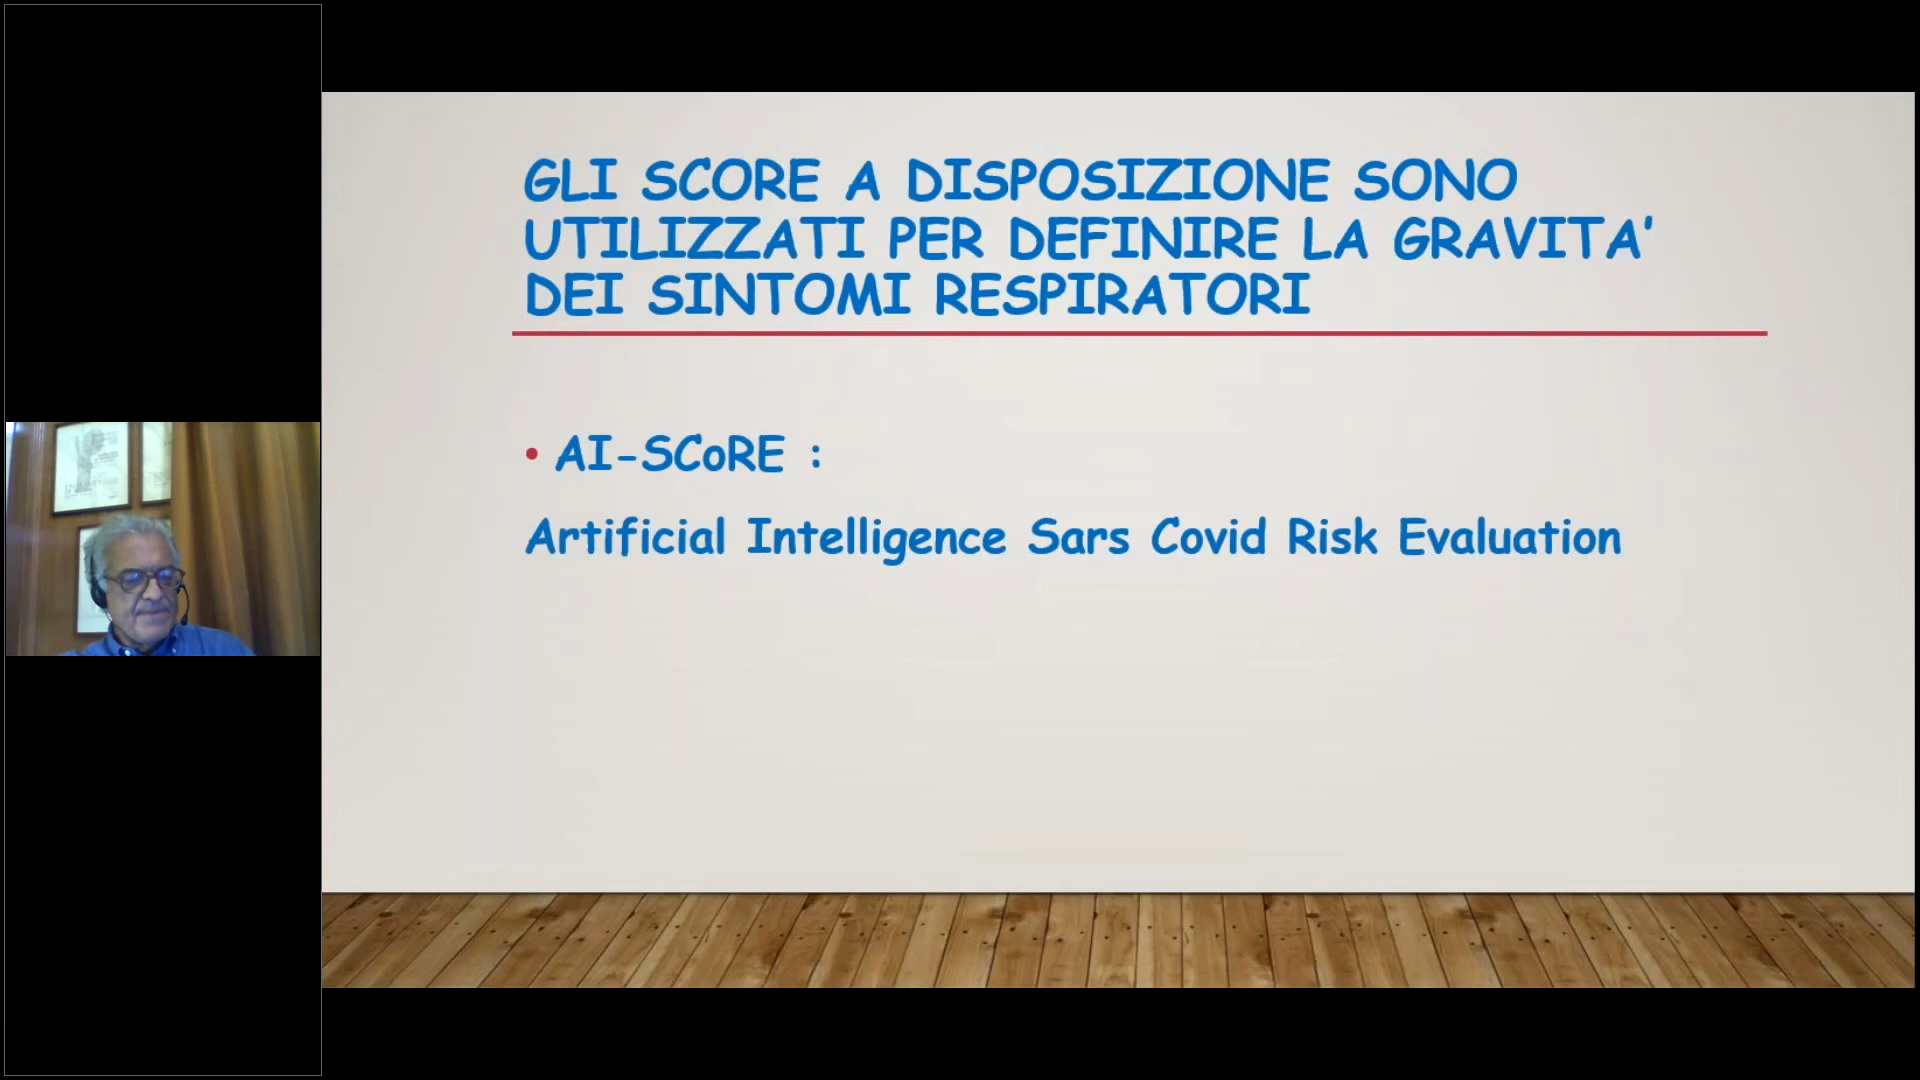 GLI SCORE A DISPOSIZIONE SONO
UTILIZZATI PER DEFINIRE LA GRAVITA'
DEI SINTOMI RESPIRATORI
• AI-SCoRE :
Artificial Intelligence Sars Covid Risk Evaluation